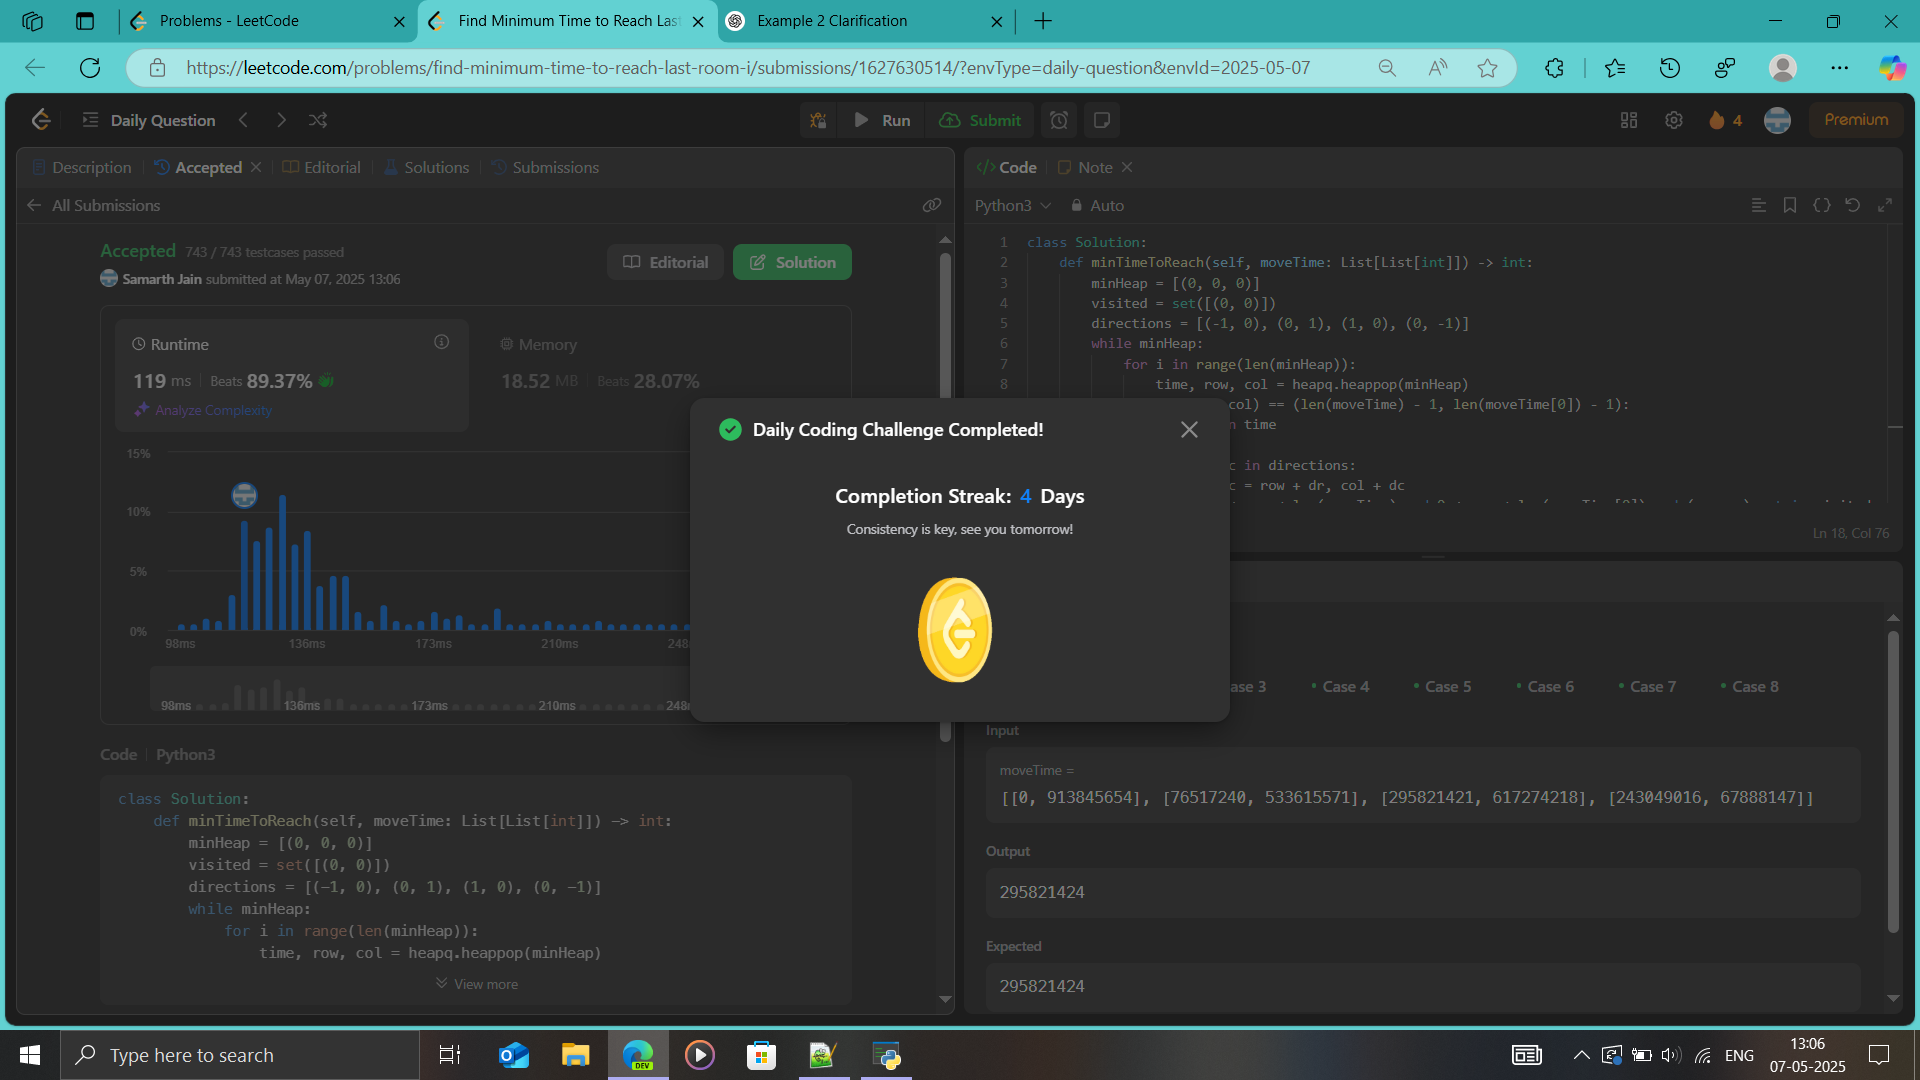 Problems - LeetCode
Find Minimum Time to Reach Las
Example 2 Clarification
https://leetcode.com/problems/find-minimum-time-to-reach-last-room-i/submissions/1627630514/?envType=daily-question&envId=2025-05-07
Daily Question
Run
Submit
4
Premium
Description
Accepted
Editorial
Solutions
Submissions
All Submissions
Accepted 743 / 743 testcases passed
Samarth Jain submitted at May 07, 2025 13:06
Editorial
Solution
Runtime
119 ms Beats 89.37%
Analyze Complexity
Memory
18.52 MB Beats 28.07%
15%
10%
5%
0%
98ms 136ms 173ms 210ms 248
98ms 136ms 173ms 210ms 248
Code Python3
class Solution:
    def minTimeToReach(self, moveTime: List[List[int]]) -> int:
        minHeap = [(0, 0, 0)]
        visited = set([(0, 0)])
        directions = [(-1, 0), (0, 1), (1, 0), (0, -1)]
        while minHeap:
            for i in range(len(minHeap)):
                time, row, col = heapq.heappop(minHeap)
View more
Code
Note
Python3
Auto
1 class Solution:
2     def minTimeToReach(self, moveTime: List[List[int]]) -> int:
3         minHeap = [(0, 0, 0)]
4         visited = set([(0, 0)])
5         directions = [(-1, 0), (0, 1), (1, 0), (0, -1)]
6         while minHeap:
7             for i in range(len(minHeap)):
8                 time, row, col = heapq.heappop(minHeap)
col) == (len(moveTime) - 1, len(moveTime[0]) - 1):
n time
c in directions:
c = row + dr, col + dc
Ln 18, Col 76
Daily Coding Challenge Completed!
Completion Streak: 4 Days
Consistency is key, see you tomorrow!
ase 3
Case 4
Case 5
Case 6
Case 7
Case 8
Input
moveTime =
[[0, 913845654], [76517240, 533615571], [295821421, 617274218], [243049016, 67888147]]
Output
295821424
Expected
295821424
Type here to search
DEV
ENG
13:06
07-05-2025